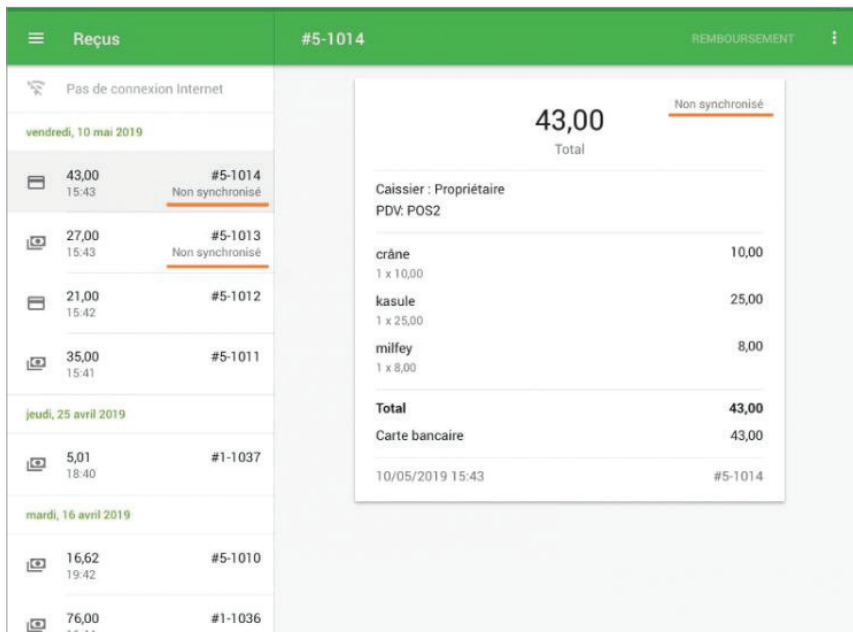 Reçus
Pas de connexion Internet
vendredi, 10 mai 2019
43,00 #5-1014
15:43 Non synchronisé
27,00 #5-1013
15:43 Non synchronisé
21,00 #5-1012
15:42
35,00 #5-1011
15:41
jeudi, 25 avril 2019
5,01 #1-1037
18:40
mardi, 16 avril 2019
16,62 #5-1010
19:42
76,00 #1-1036
#5-1014 REMBOURSEMENT
Non synchronisé
43,00
Total
Caissier : Propriétaire
PDV: POS2
crâne 10,00
1 x 10,00
kasule 25,00
1 x 25,00
milfey 8,00
1 x 8,00
Total 43,00
Carte bancaire 43,00
10/05/2019 15:43 #5-1014